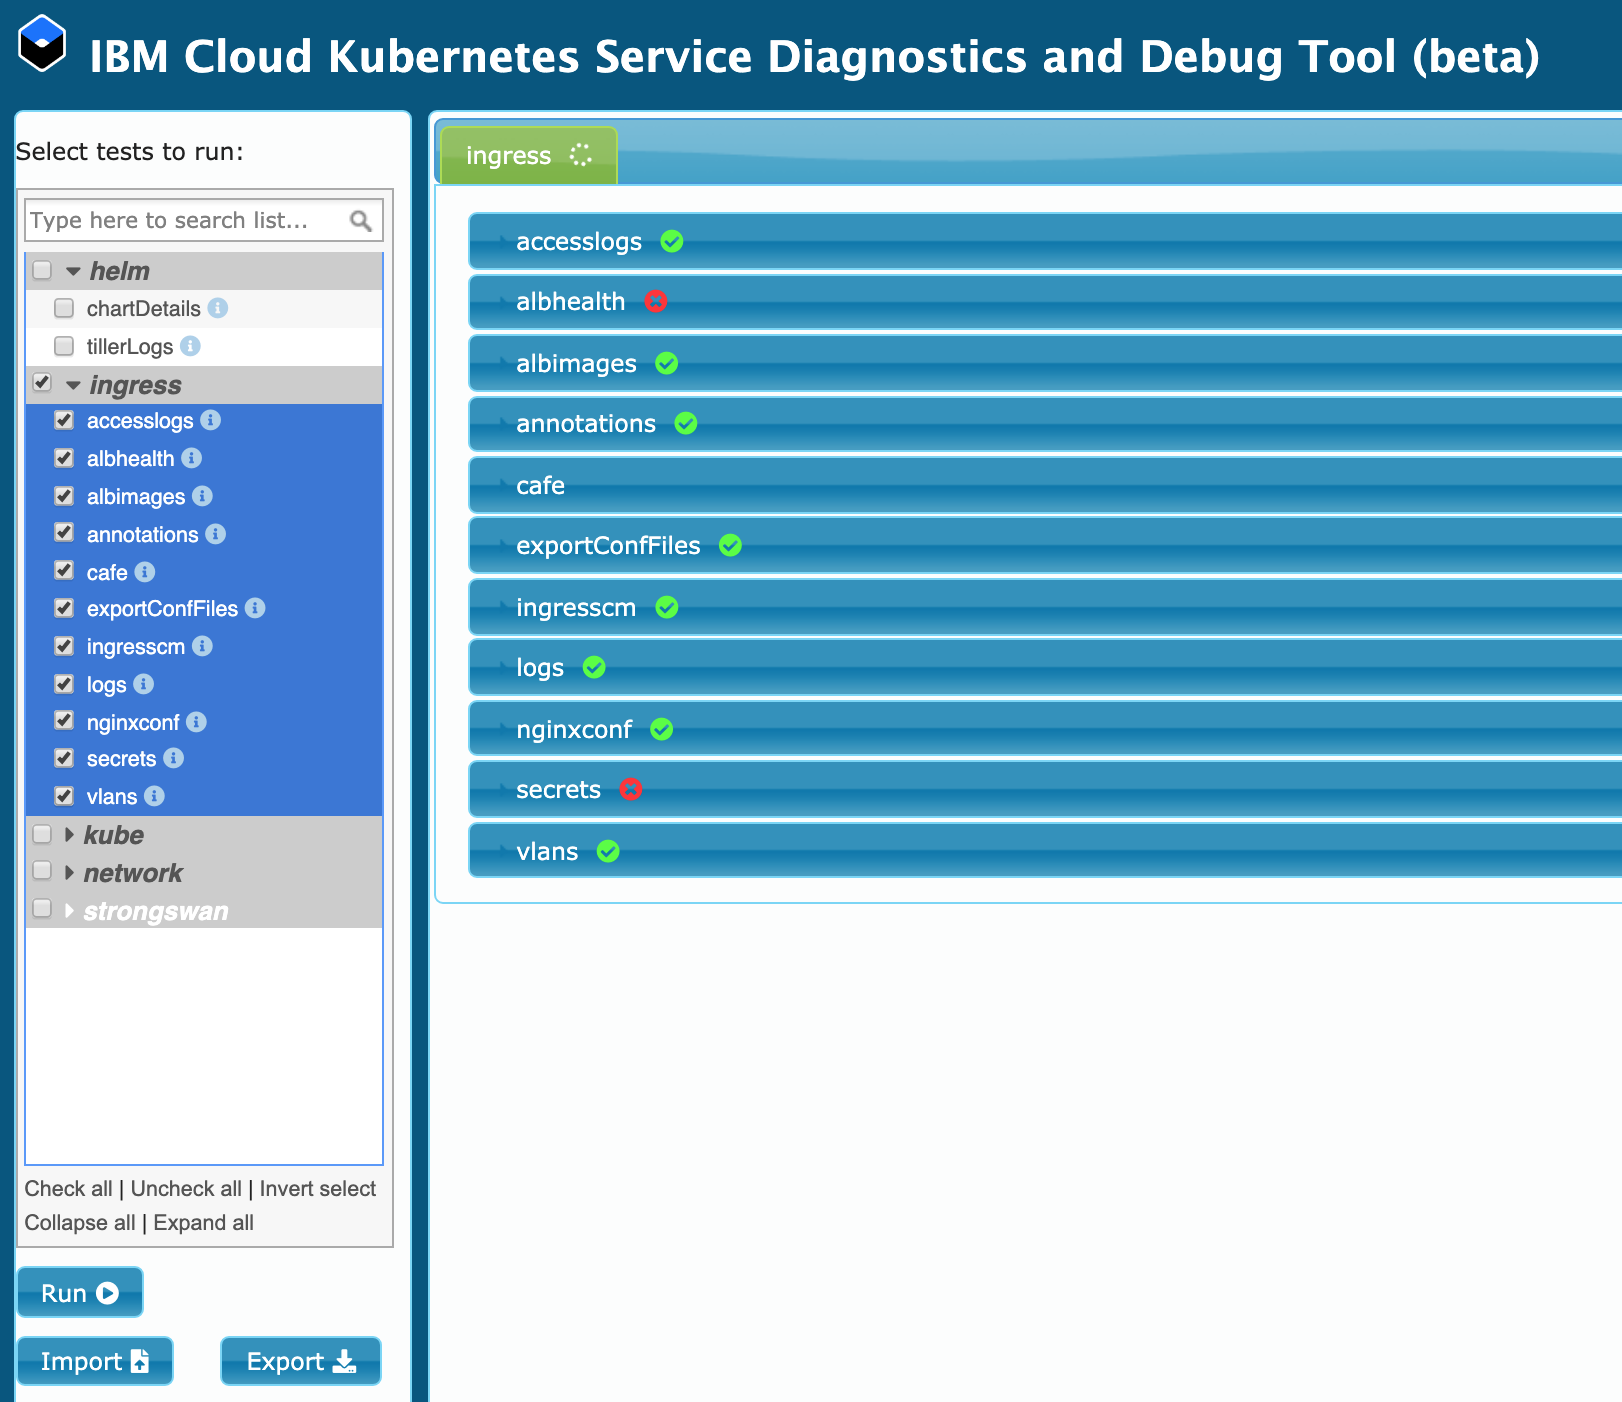 IBM Cloud Kubernetes Service Diagnostics and Debug Tool (beta)
Select tests to run:
Type here to search list...
helm
chartDetails
tillerLogs
ingress
accesslogs
albhealth
albimages
annotations
cafe
exportConfFiles
ingresscm
logs
nginxconf
secrets
vlans
kube
network
strongswan
Check all | Uncheck all | Invert select
Collapse all | Expand all
Run
Import
Export
ingress
accesslogs
albhealth
albimages
annotations
cafe
exportConfFiles
ingresscm
logs
nginxconf
secrets
vlans